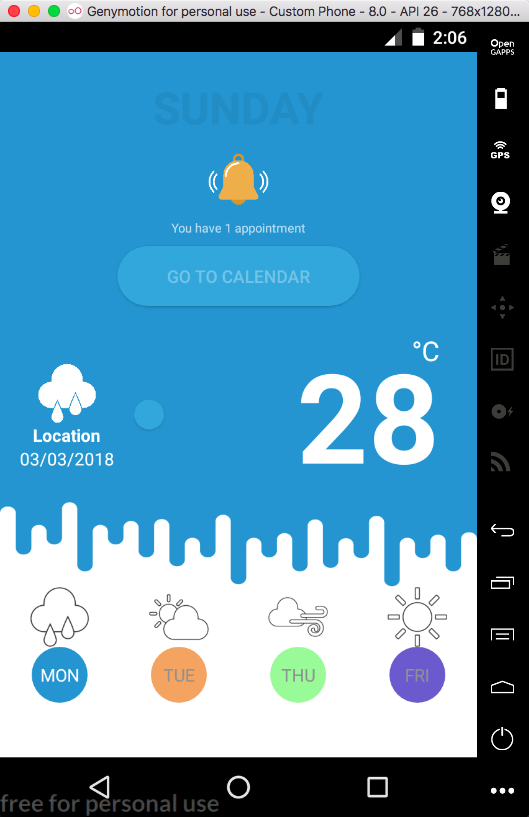 Genymotion for personal use - Custom Phone - 8.0 - API 26 - 768x1280...
2:06
Open
GAPPS
SUNDAY
GPS
You have 1 appointment
GO TO CALENDAR
°C
28
ID
Location
03/03/2018
MON
TUE
THU
FRI
free for personal use